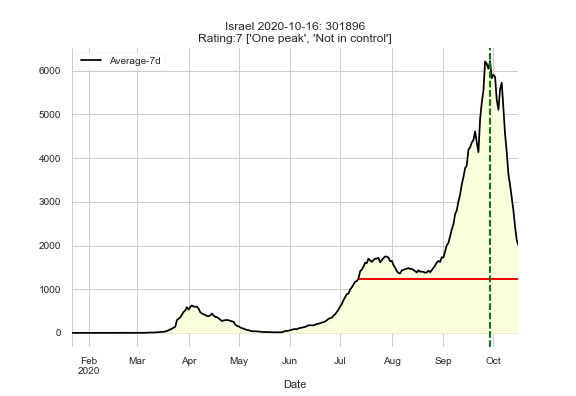 Israel 2020-10-16: 301896
Rating:7 ['One peak', 'Not in control']
Average-7d
6000
5000
4000
3000
2000
1000
0
Feb Mar Apr May Jun Jul Aug Sep Oct
2020
Date